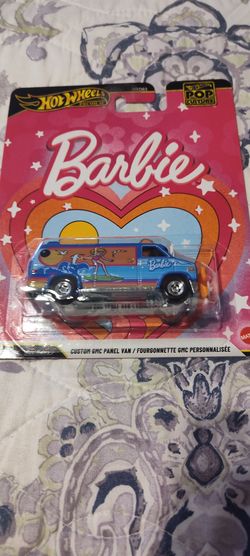 HOT WHEELS
POP
CULTURE
Barbie
Barbie
CUSTOM GMC PANEL VAN / FOURGONNETTE GMC PERSONNALISÉE